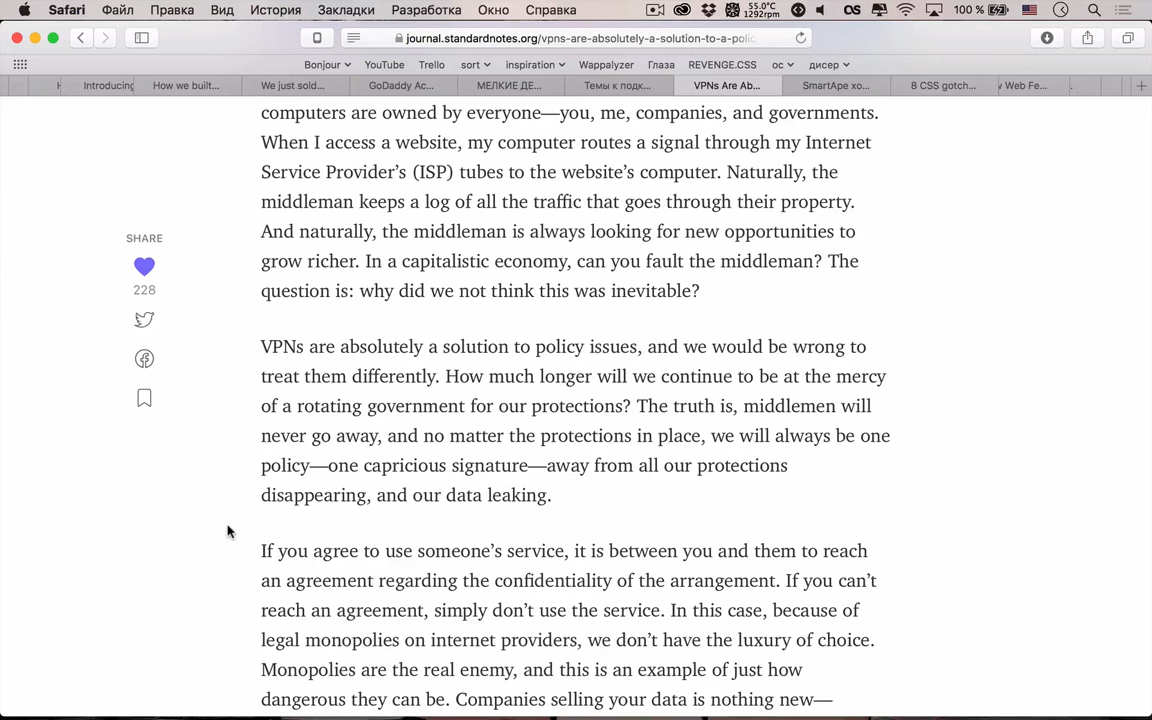 Safari Файл Правка Вид История Закладки Разработка Окно Справка 55.0°C 1292rpm 100 %
journal.standardnotes.org/vpns-are-absolutely-a-solution-to-a-polic
Bonjour YouTube Trello sort inspiration Wappalyzer Глаза REVENGE.CSS ос дисер
Introducing How we built... We just sold... GoDaddy Ac... МЕЛКИЕ ДЕ... Темы к подк... VPNs Are Ab... SmartApe хо... 8 CSS gotch... Web Fe...
computers are owned by everyone—you, me, companies, and governments.
When I access a website, my computer routes a signal through my Internet
Service Provider’s (ISP) tubes to the website’s computer. Naturally, the
middleman keeps a log of all the traffic that goes through their property.
And naturally, the middleman is always looking for new opportunities to
grow richer. In a capitalistic economy, can you fault the middleman? The
question is: why did we not think this was inevitable?
SHARE
228
VPNs are absolutely a solution to policy issues, and we would be wrong to
treat them differently. How much longer will we continue to be at the mercy
of a rotating government for our protections? The truth is, middlemen will
never go away, and no matter the protections in place, we will always be one
policy—one capricious signature—away from all our protections
disappearing, and our data leaking.
If you agree to use someone’s service, it is between you and them to reach
an agreement regarding the confidentiality of the arrangement. If you can’t
reach an agreement, simply don’t use the service. In this case, because of
legal monopolies on internet providers, we don’t have the luxury of choice.
Monopolies are the real enemy, and this is an example of just how
dangerous they can be. Companies selling your data is nothing new—